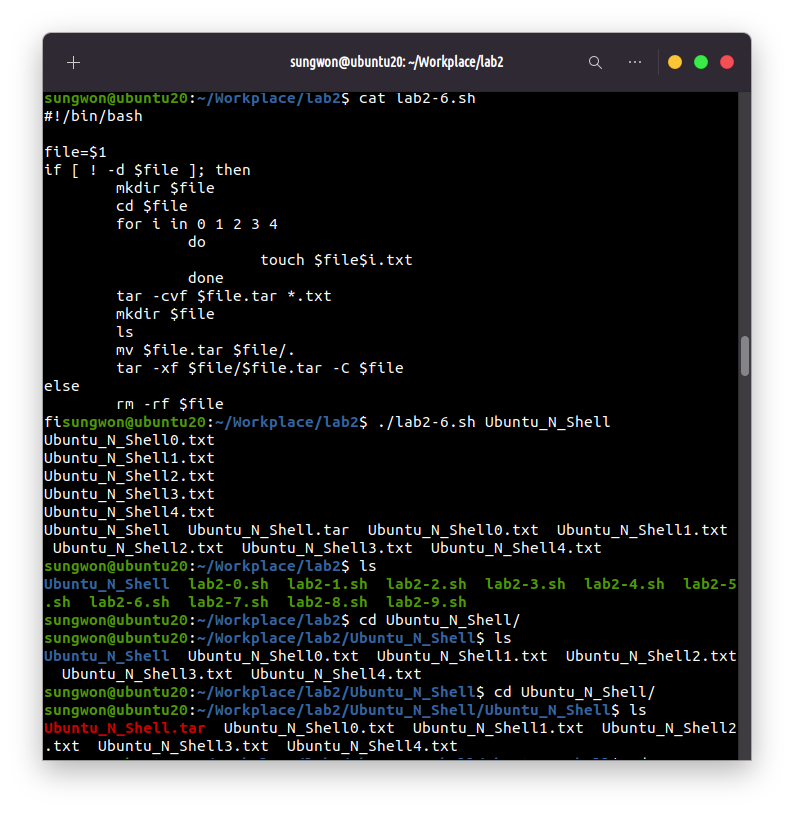 sungwon@ubuntu20: ~/Workplace/lab2
sungwon@ubuntu20:~/Workplace/lab2$ cat lab2-6.sh
#!/bin/bash

file=$1
if [ ! -d $file ]; then
        mkdir $file
        cd $file
        for i in 0 1 2 3 4
                do
                        touch $file$i.txt
                done
        tar -cvf $file.tar *.txt
        mkdir $file
        ls
        mv $file.tar $file/.
        tar -xf $file/$file.tar -C $file
else
        rm -rf $file
fisungwon@ubuntu20:~/Workplace/lab2$ ./lab2-6.sh Ubuntu_N_Shell
Ubuntu_N_Shell0.txt
Ubuntu_N_Shell1.txt
Ubuntu_N_Shell2.txt
Ubuntu_N_Shell3.txt
Ubuntu_N_Shell4.txt
Ubuntu_N_Shell  Ubuntu_N_Shell.tar  Ubuntu_N_Shell0.txt  Ubuntu_N_Shell1.txt
 Ubuntu_N_Shell2.txt  Ubuntu_N_Shell3.txt  Ubuntu_N_Shell4.txt
sungwon@ubuntu20:~/Workplace/lab2$ ls
Ubuntu_N_Shell  lab2-0.sh  lab2-1.sh  lab2-2.sh  lab2-3.sh  lab2-4.sh  lab2-5
.sh  lab2-6.sh  lab2-7.sh  lab2-8.sh  lab2-9.sh
sungwon@ubuntu20:~/Workplace/lab2$ cd Ubuntu_N_Shell/
sungwon@ubuntu20:~/Workplace/lab2/Ubuntu_N_Shell$ ls
Ubuntu_N_Shell  Ubuntu_N_Shell0.txt  Ubuntu_N_Shell1.txt  Ubuntu_N_Shell2.txt
  Ubuntu_N_Shell3.txt  Ubuntu_N_Shell4.txt
sungwon@ubuntu20:~/Workplace/lab2/Ubuntu_N_Shell$ cd Ubuntu_N_Shell/
sungwon@ubuntu20:~/Workplace/lab2/Ubuntu_N_Shell/Ubuntu_N_Shell$ ls
Ubuntu_N_Shell.tar  Ubuntu_N_Shell0.txt  Ubuntu_N_Shell1.txt  Ubuntu_N_Shell2
.txt  Ubuntu_N_Shell3.txt  Ubuntu_N_Shell4.txt